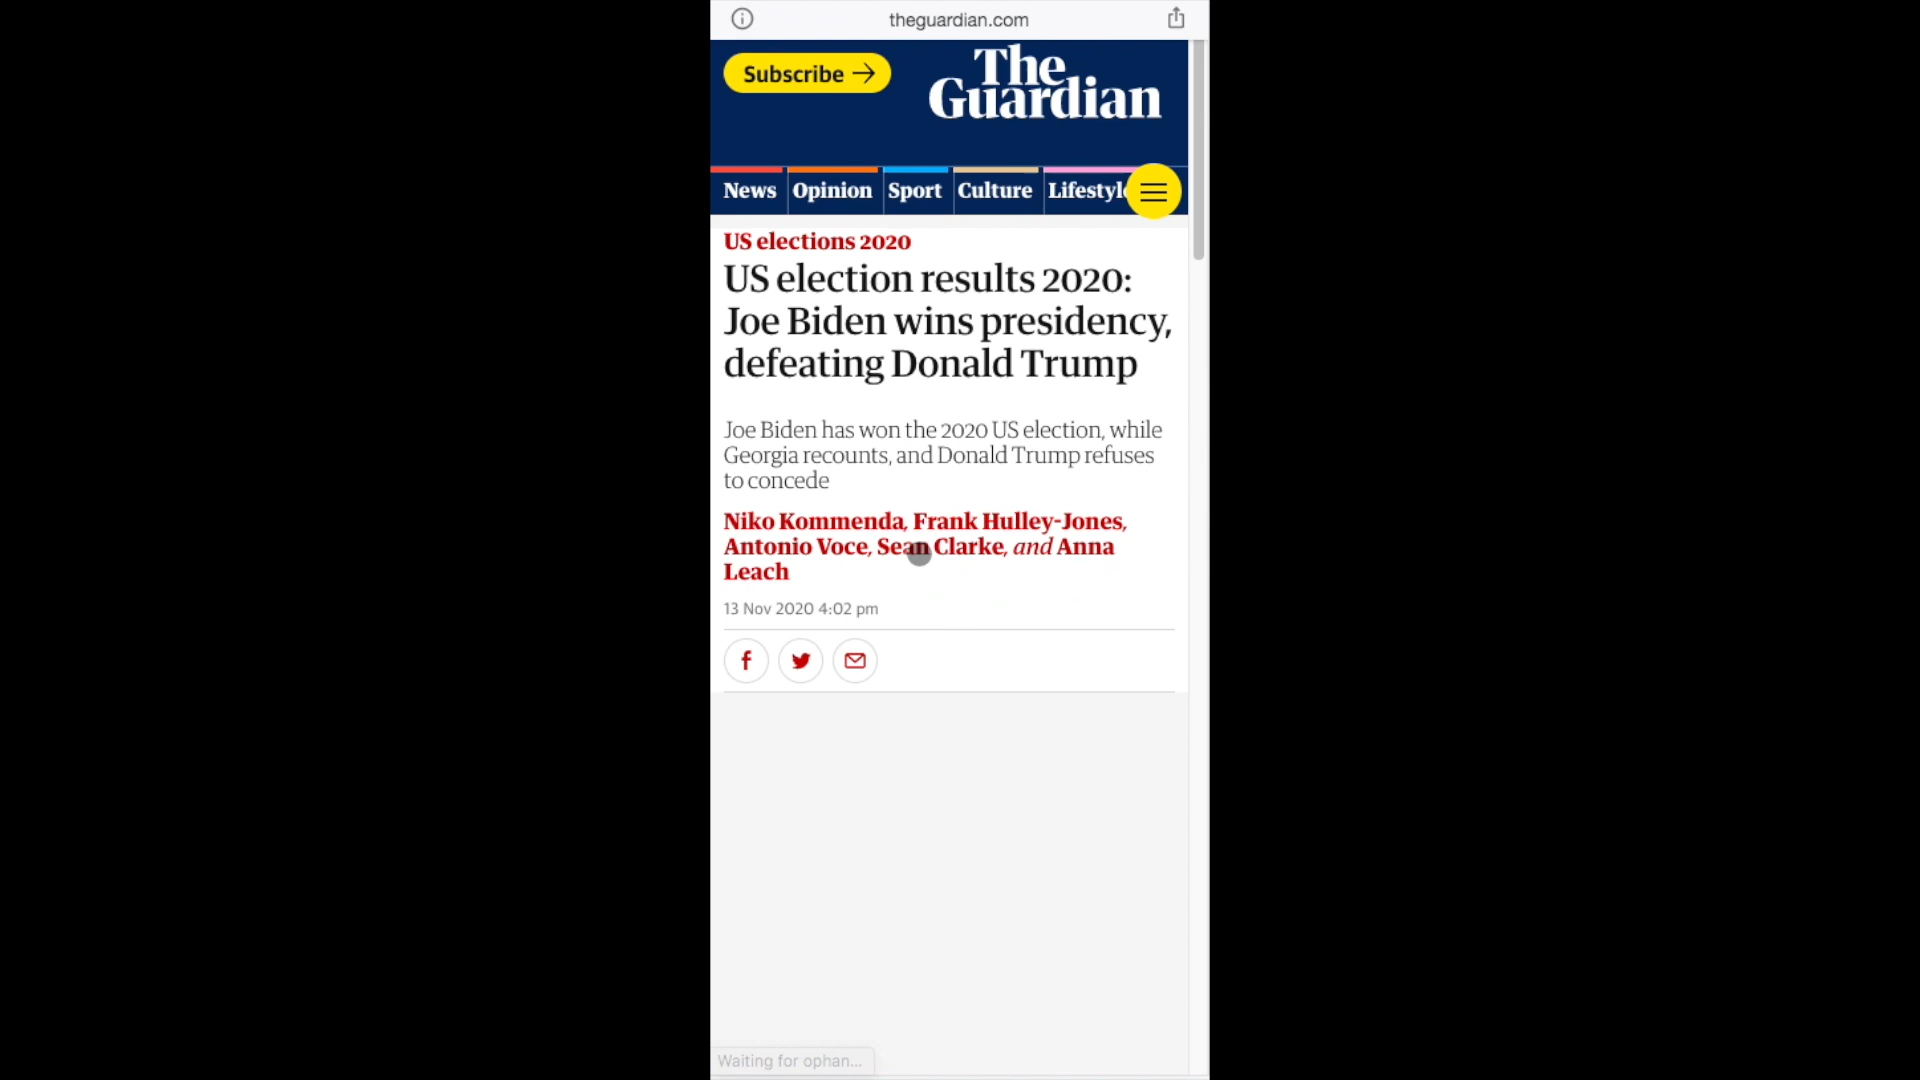 theguardian.com
Subscribe
The
Guardian
News Opinion Sport Culture Lifestyle
US elections 2020
US election results 2020:
Joe Biden wins presidency,
defeating Donald Trump
Joe Biden has won the 2020 US election, while
Georgia recounts, and Donald Trump refuses
to concede
Niko Kommenda, Frank Hulley-Jones,
Antonio Voce, Sean Clarke, and Anna
Leach
13 Nov 2020 4:02 pm
Waiting for ophan...